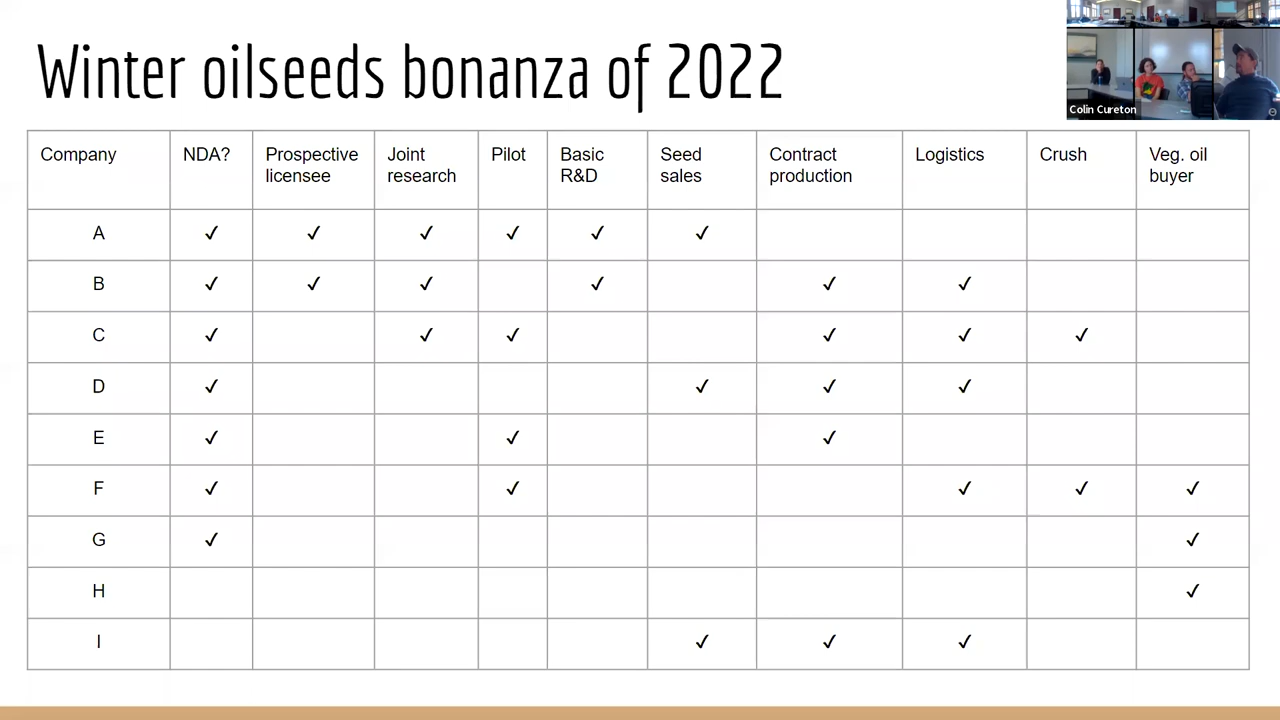 Winter oilseeds bonanza of 2022
Colin Cureton
Company NDA? Prospective licensee Joint research Pilot Basic R&D Seed sales Contract production Logistics Crush Veg. oil buyer
A ✓ ✓ ✓ ✓ ✓ ✓
B ✓ ✓ ✓ ✓ ✓ ✓
C ✓ ✓ ✓ ✓ ✓ ✓
D ✓ ✓ ✓ ✓
E ✓ ✓ ✓
F ✓ ✓ ✓ ✓ ✓
G ✓ ✓
H ✓
I ✓ ✓ ✓